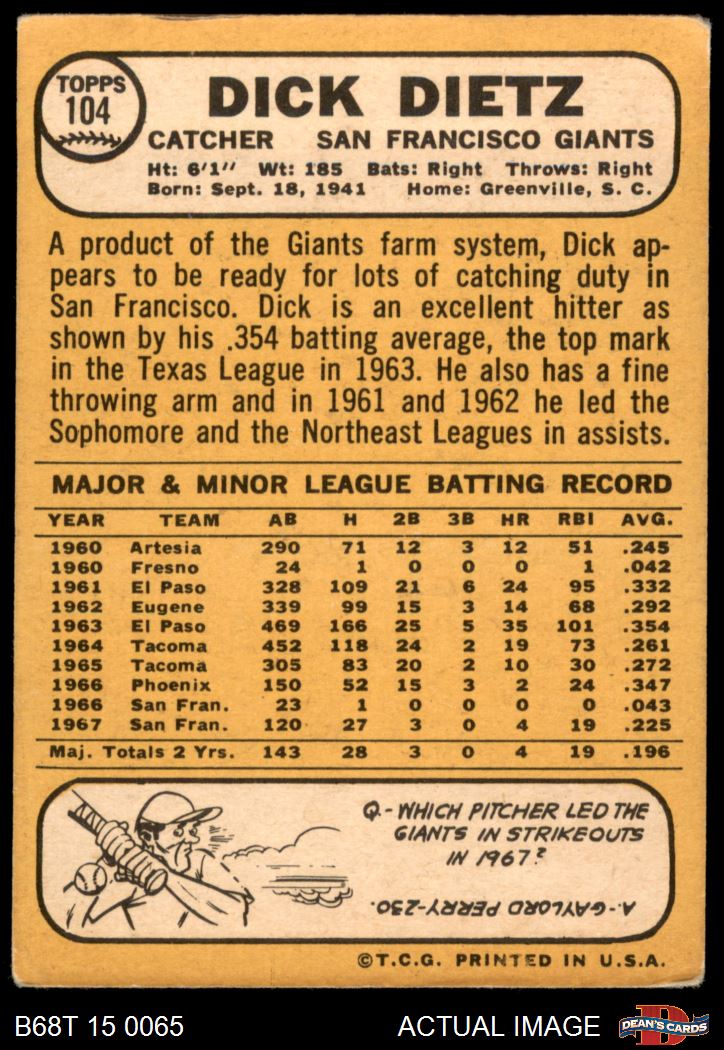 TOPPS
104
DICK DIETZ
CATCHER SAN FRANCISCO GIANTS
Ht: 6'1" Wt: 185 Bats: Right Throws: Right
Born: Sept. 18, 1941 Home: Greenville, S. C.
A product of the Giants farm system, Dick ap-
pears to be ready for lots of catching duty in
San Francisco. Dick is an excellent hitter as
shown by his .354 batting average, the top mark
in the Texas League in 1963. He also has a fine
throwing arm and in 1961 and 1962 he led the
Sophomore and the Northeast Leagues in assists.
MAJOR & MINOR LEAGUE BATTING RECORD
YEAR TEAM AB H 2B 3B HR RBI AVG.
1960 Artesia 290 71 12 3 12 51 .245
1960 Fresno 24 1 0 0 0 1 .042
1961 El Paso 328 109 21 6 24 95 .332
1962 Eugene 339 99 15 3 14 68 .292
1963 El Paso 469 166 25 5 35 101 .354
1964 Tacoma 452 118 24 2 19 73 .261
1965 Tacoma 305 83 20 2 10 30 .272
1966 Phoenix 150 52 15 3 2 24 .347
1966 San Fran. 23 1 0 0 0 0 .043
1967 San Fran. 120 27 3 0 4 19 .225
Maj. Totals 2 Yrs. 143 28 3 0 4 19 .196
Q.- WHICH PITCHER LED THE
GIANTS IN STRIKEOUTS
IN 1967?
A-GAYLORD PERRY-230.
©T.C.G. PRINTED IN U.S.A.
B68T 15 0065 ACTUAL IMAGE
D
DEAN'S CARDS